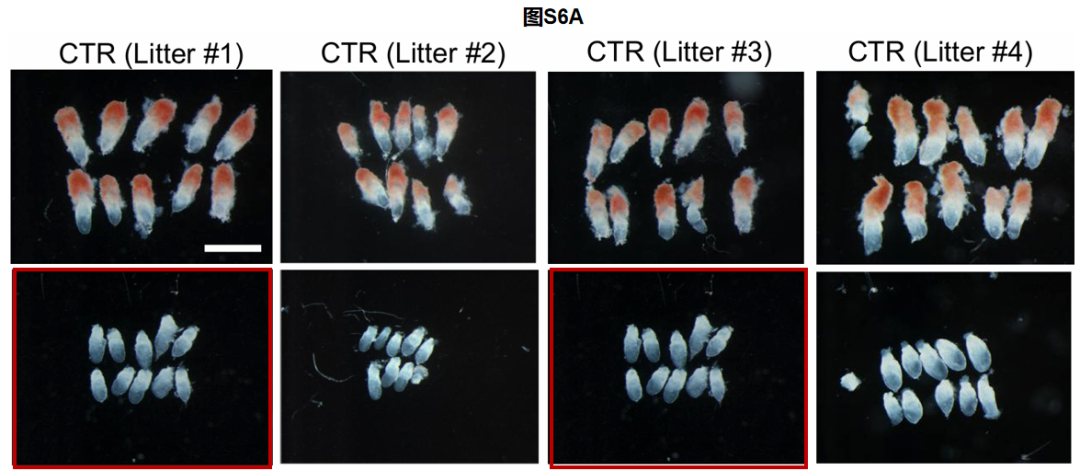 图S6A
CTR (Litter #1)
CTR (Litter #2)
CTR (Litter #3)
CTR (Litter #4)